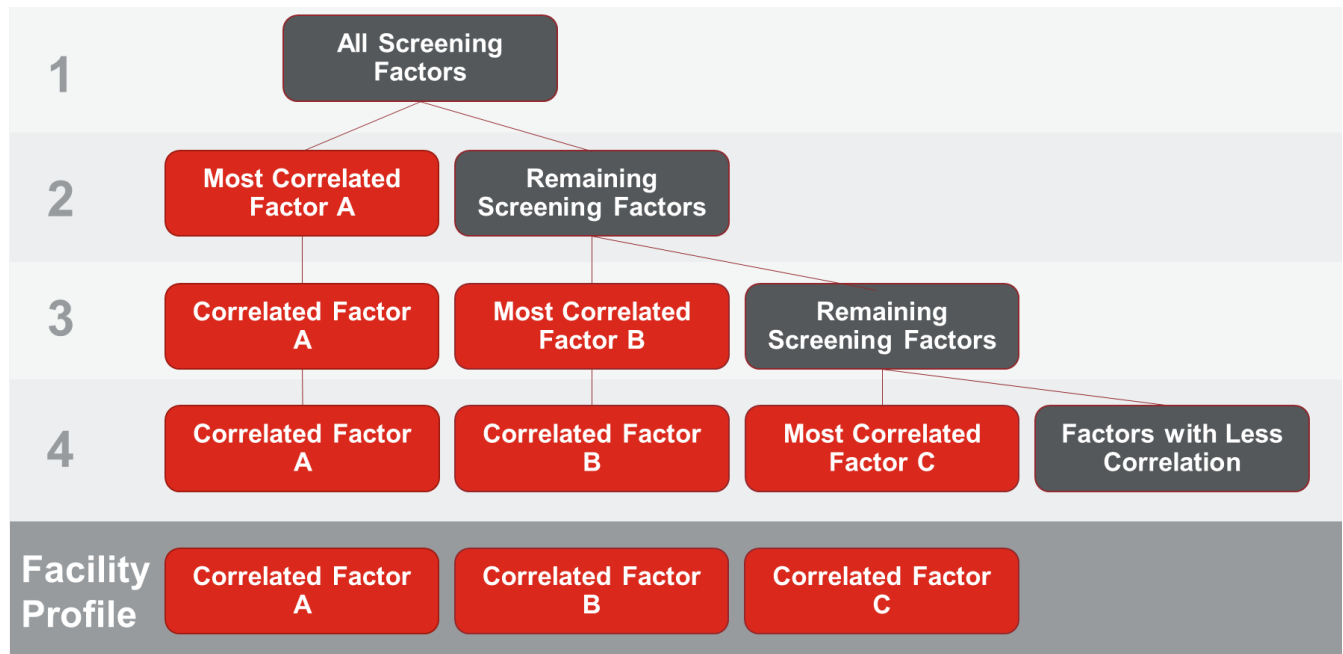 1
All Screening
Factors
2
Most Correlated
Factor A
Remaining
Screening Factors
3
Correlated Factor
A
Most Correlated
Factor B
Remaining
Screening Factors
4
Correlated Factor
A
Correlated Factor
B
Most Correlated
Factor C
Factors with Less
Correlation
Facility
Profile
Correlated Factor
A
Correlated Factor
B
Correlated Factor
C